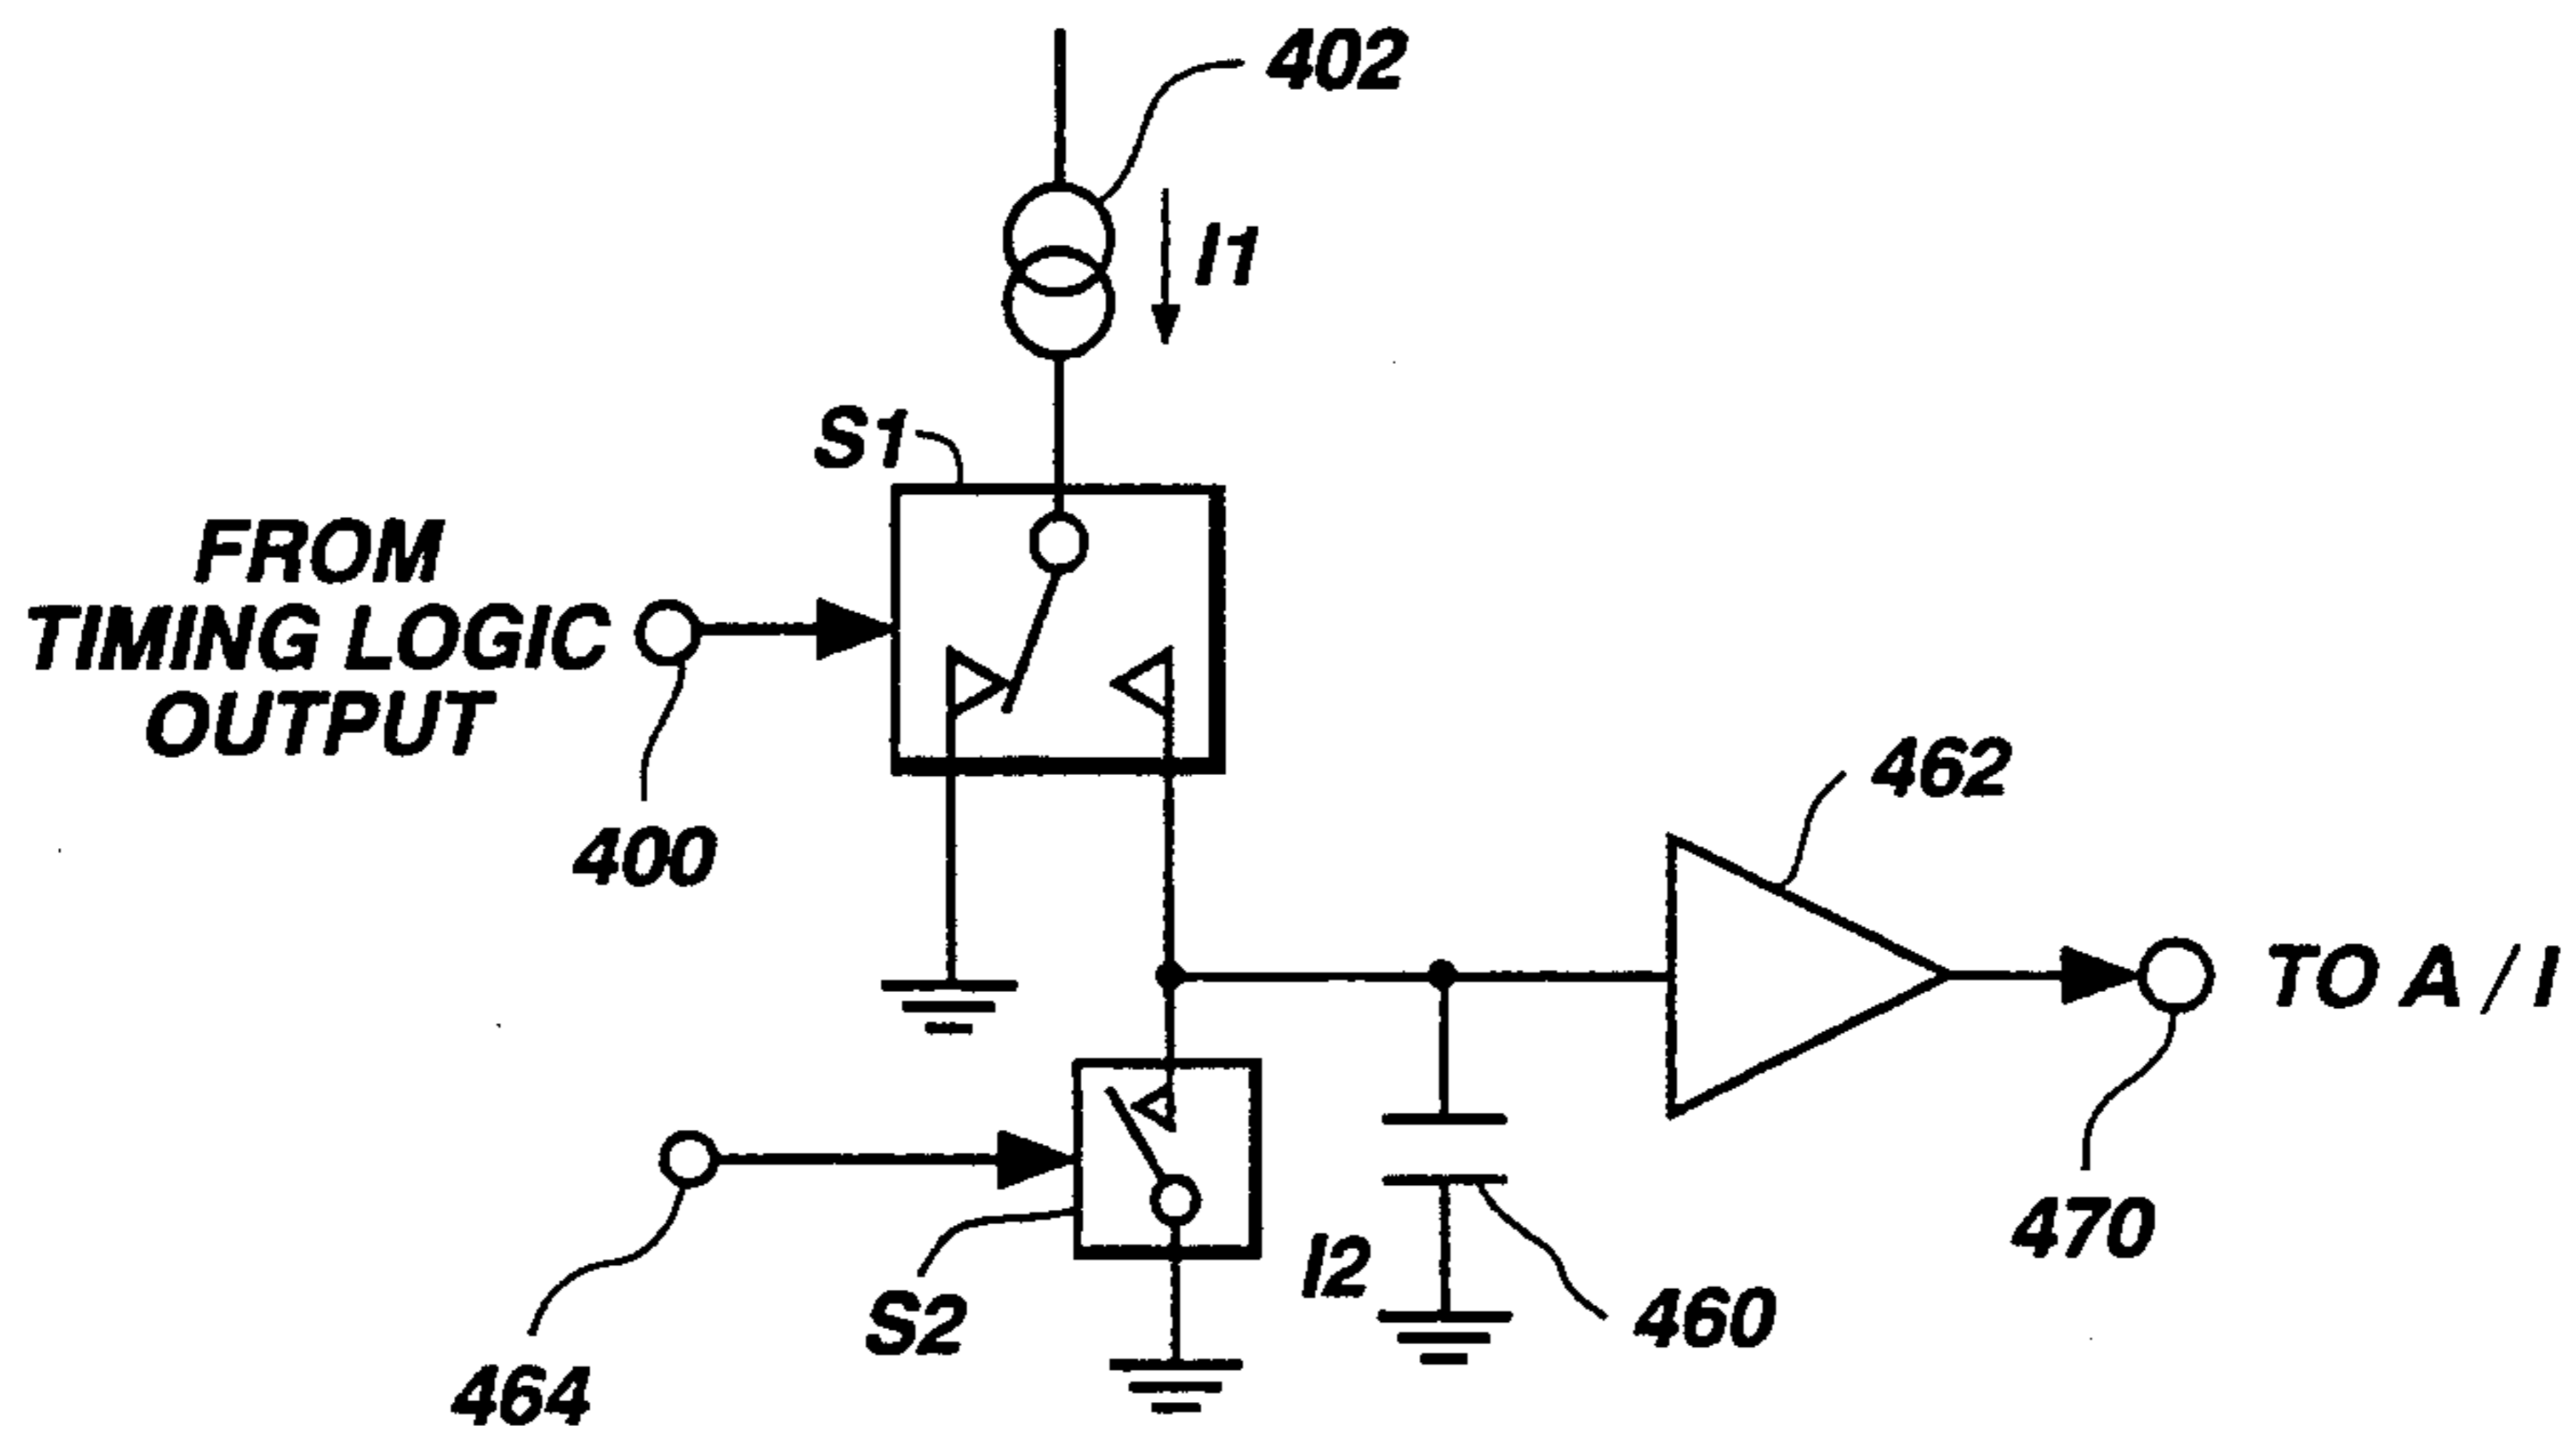 402
I1
S1
FROM
TIMING LOGIC
OUTPUT
400
462
TO A / I
470
I2
460
S2
464